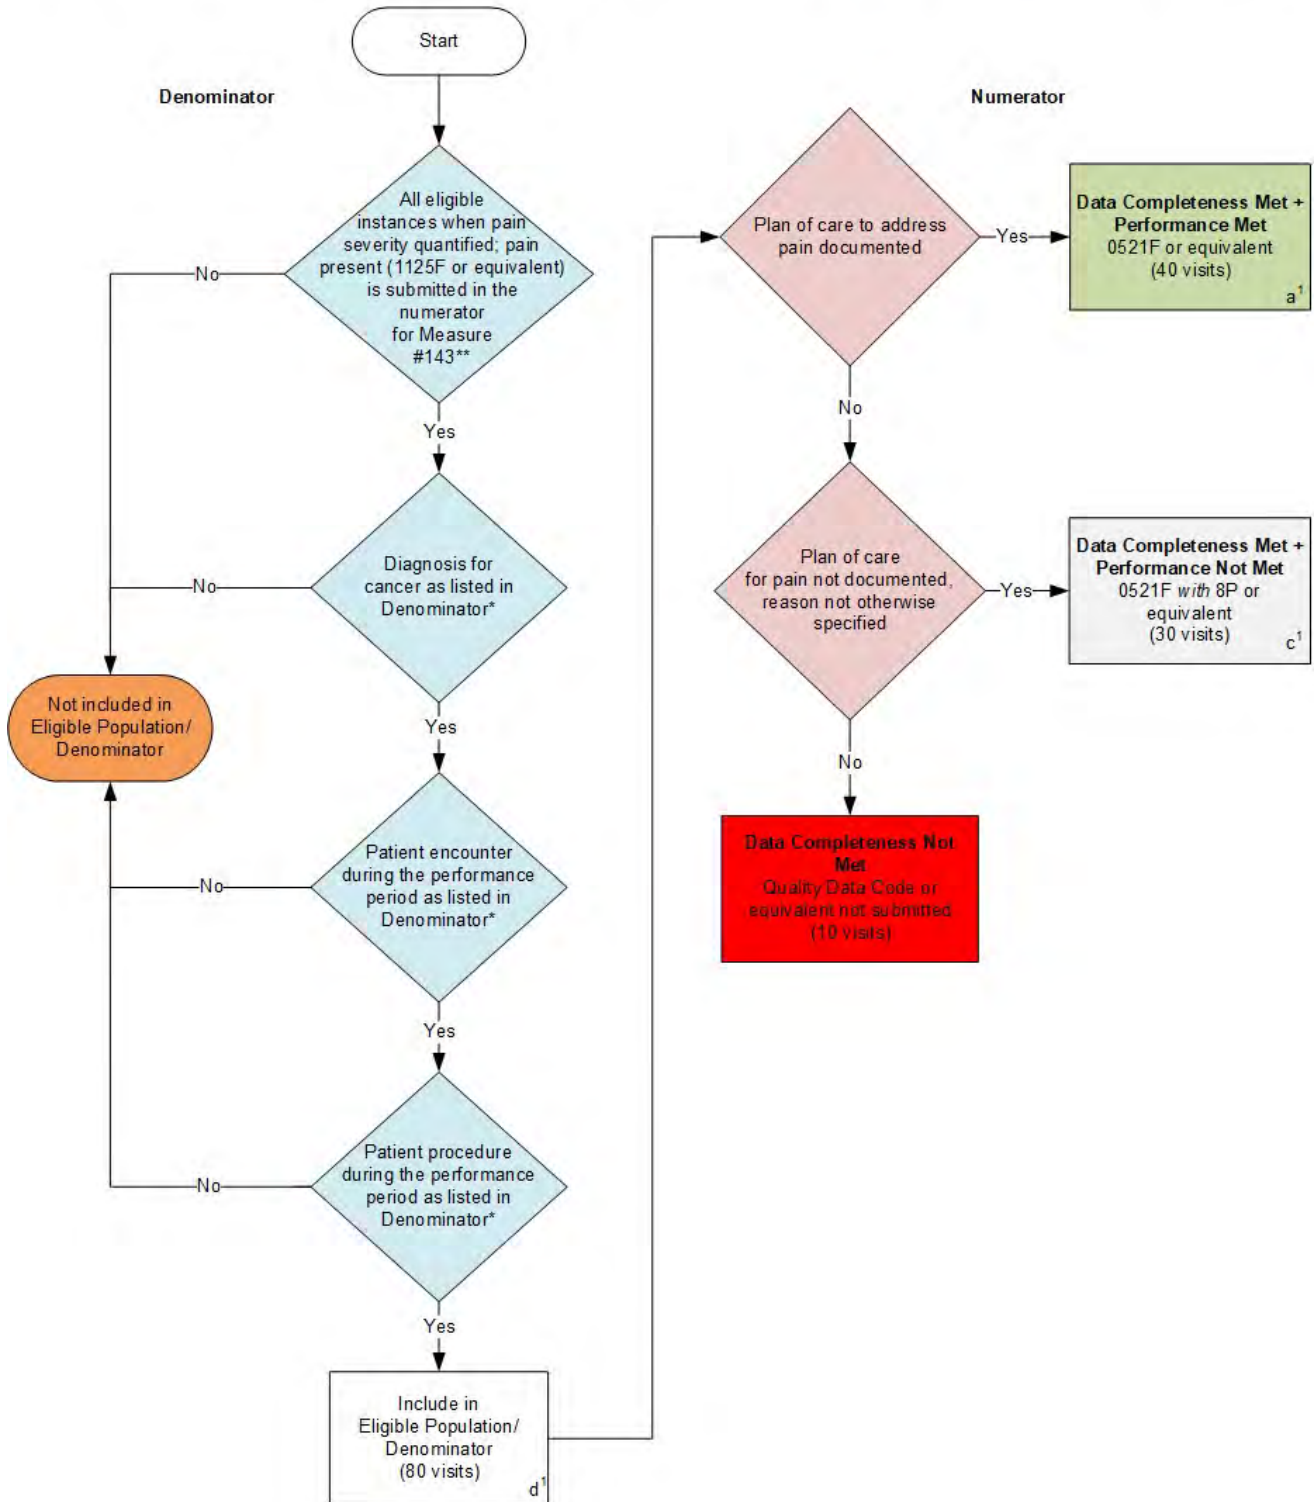 Start
Denominator
All eligible
instances when pain
severity quantified; pain
present (1125F or equivalent)
is submitted in the
numerator
for Measure
#143**
No
Yes
Diagnosis for
cancer as listed in
Denominator*
No
Yes
Not included in
Eligible Population/
Denominator
Patient encounter
during the performance
period as listed in
Denominator*
No
Yes
Patient procedure
during the performance
period as listed in
Denominator*
No
Yes
Include in
Eligible Population/
Denominator
(80 visits)
d¹
Numerator
Plan of care to address
pain documented
Yes
Data Completeness Met +
Performance Met
0521F or equivalent
(40 visits)
a¹
No
Plan of care
for pain not documented,
reason not otherwise
specified
Yes
Data Completeness Met +
Performance Not Met
0521F with 8P or
equivalent
(30 visits)
c¹
No
Data Completeness Not
Met
Quality Data Code or
equivalent not submitted
(10 visits)